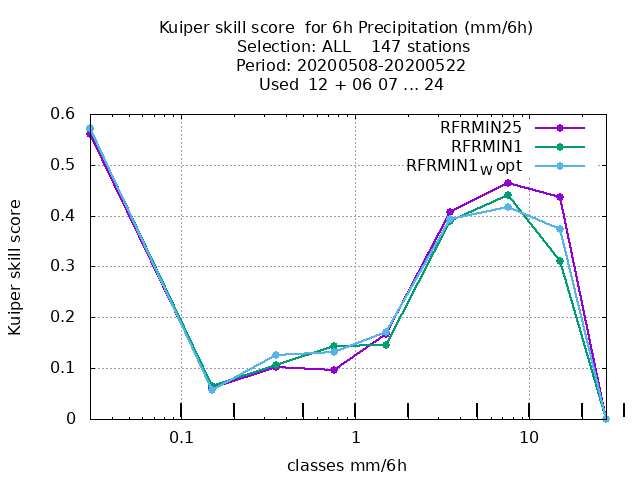 Kuiper skill score  for 6h Precipitation (mm/6h)
Selection: ALL    147 stations
Period: 20200508-20200522
Used  12 + 06 07 ... 24
0.6
0.5
0.4
0.3
0.2
0.1
0
Kuiper skill score
RFRMIN25
RFRMIN1
RFRMIN1wopt
0.1
1
10
classes mm/6h